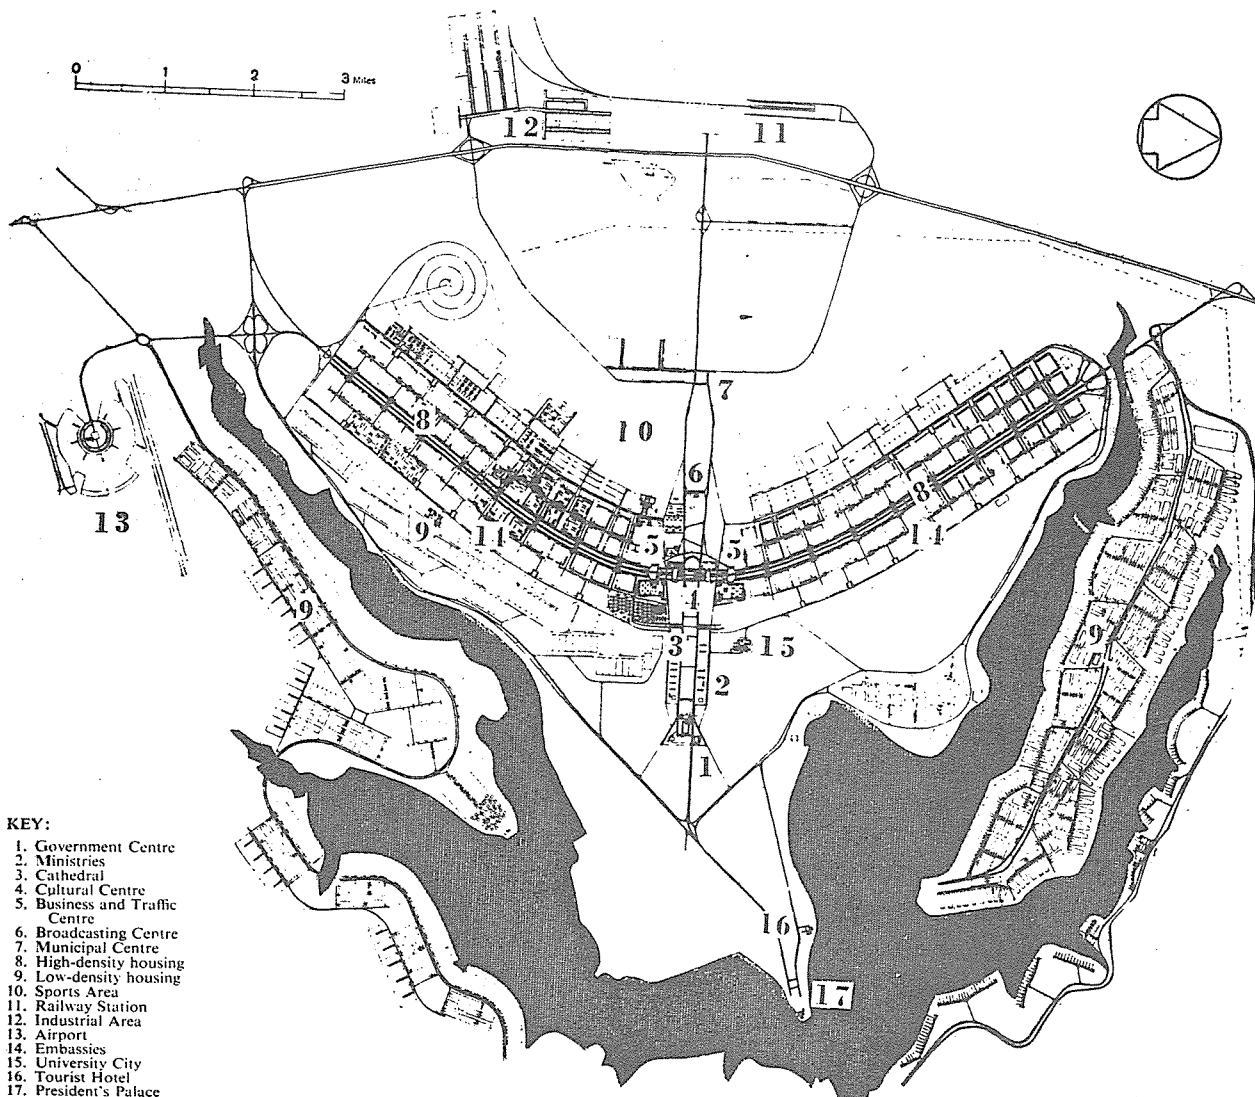 0 1 2 3 Miles
12
11
7
10
8
6
8
13
9
14
5
5
14
4
9
3
15
9
2
1
16
17
KEY:
1. Government Centre
2. Ministries
3. Cathedral
4. Cultural Centre
5. Business and Traffic
Centre
6. Broadcasting Centre
7. Municipal Centre
8. High-density housing
9. Low-density housing
10. Sports Area
11. Railway Station
12. Industrial Area
13. Airport
14. Embassies
15. University City
16. Tourist Hotel
17. President's Palace